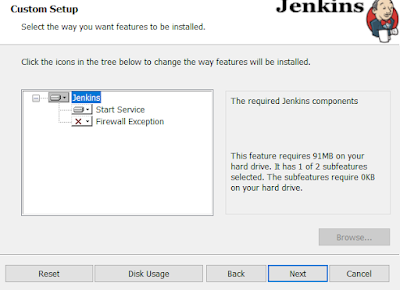 Custom Setup
Jenkins
Select the way you want features to be installed.
Click the icons in the tree below to change the way features will be installed.
Jenkins
Start Service
Firewall Exception
The required Jenkins components
This feature requires 91MB on your
hard drive. It has 1 of 2 subfeatures
selected. The subfeatures require 0KB
on your hard drive.
Browse...
Reset
Disk Usage
Back
Next
Cancel